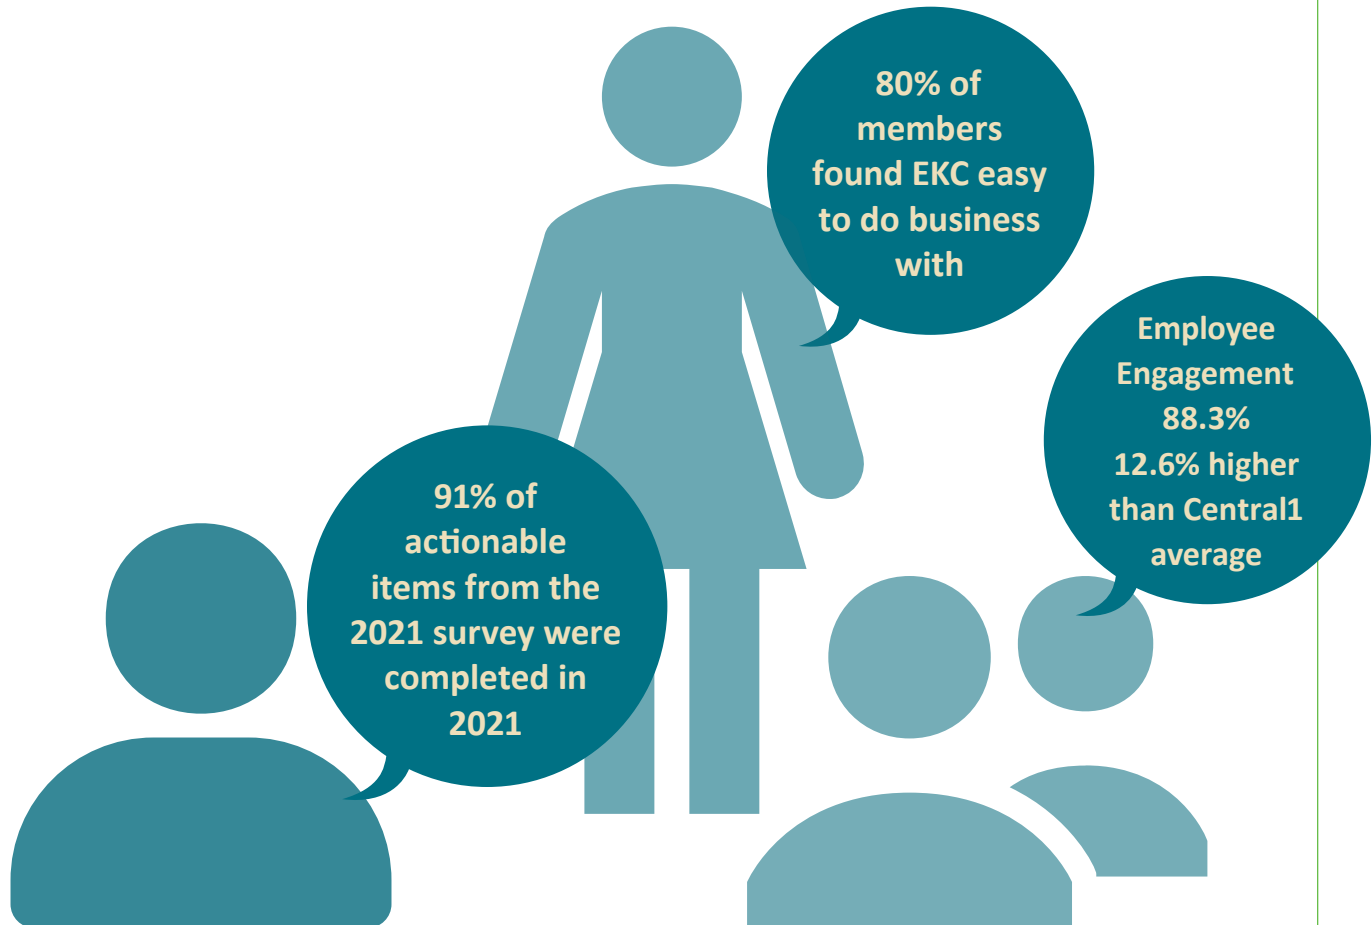 80% of
members
found EKC easy
to do business
with
Employee
Engagement
88.3%
12.6% higher
than Central1
average
91% of
actionable
items from the
2021 survey were
completed in
2021